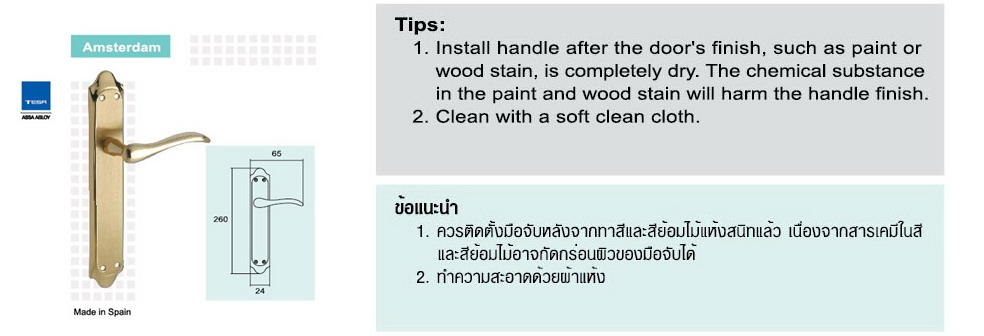 Amsterdam
TESA
ASSA ABLOY
65
260
24
Made in Spain
Tips:
1. Install handle after the door's finish, such as paint or
wood stain, is completely dry. The chemical substance
in the paint and wood stain will harm the handle finish.
2. Clean with a soft clean cloth.
ข้อแนะนำ
1. ควรติดตั้งมือจับหลังจากทาสีและสีย้อมไม้แห้งสนิทแล้ว เนื่องจากสารเคมีในสี
และสีย้อมไม้อาจกัดกร่อนผิวของมือจับได้
2. ทำความสะอาดด้วยผ้าแห้ง